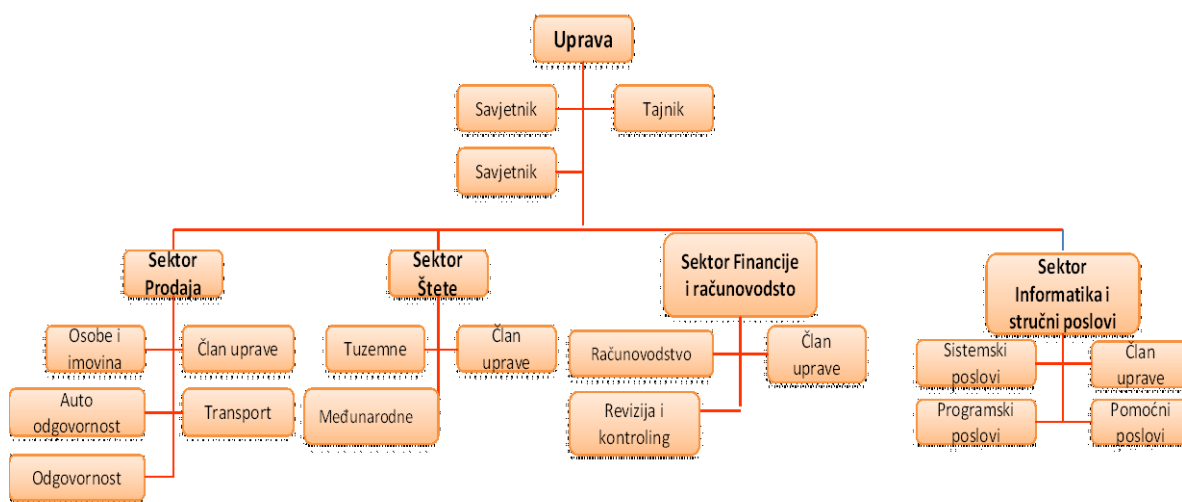 Uprava
Savjetnik
Tajnik
Savjetnik
Sektor
Prodaja
Sektor
Štete
Sektor Financije
i računovodsto
Sektor
Informatika i
stručni poslovi
Osobe i
imovina
Član uprave
Auto
odgovornost
Transport
Odgovornost
Tuzemne
Član
uprave
Međunarodne
Računovodstvo
Član
uprave
Revizija i
kontroling
Sistemski
poslovi
Član
uprave
Programski
poslovi
Pomoćni
poslovi